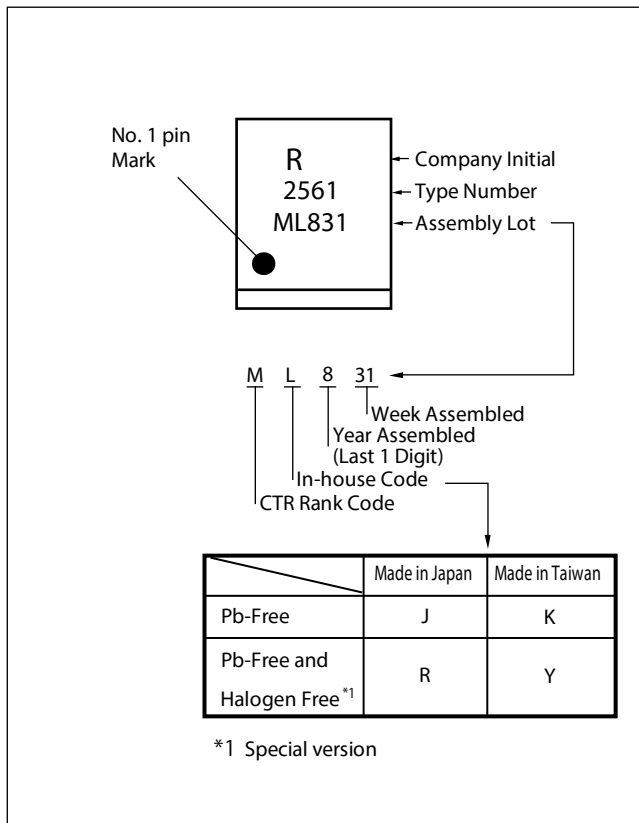 No. 1 pin
Mark
R
2561
ML831
Company Initial
Type Number
Assembly Lot
M L 8 31
Week Assembled
Year Assembled
(Last 1 Digit)
In-house Code
CTR Rank Code
Made in Japan Made in Taiwan
Pb-Free J K
Pb-Free and
Halogen Free *1 R Y
*1 Special version